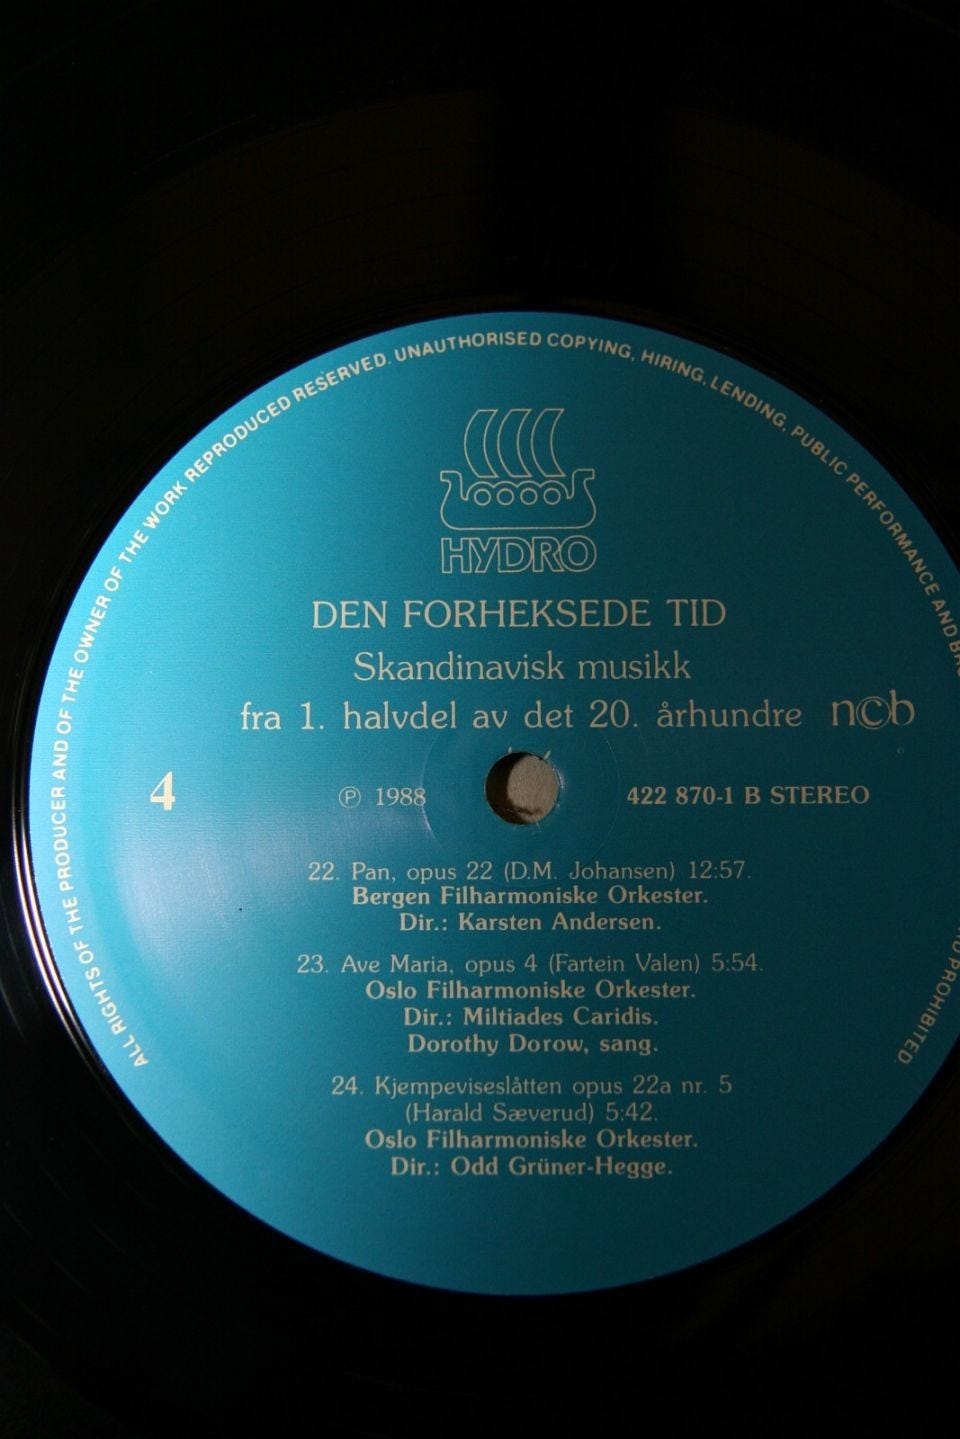 ALL RIGHTS OF THE PRODUCER AND OF THE OWNER OF THE WORK REPRODUCED RESERVED. UNAUTHORISED COPYING, HIRING, LENDING, PUBLIC PERFORMANCE AND PROHIBITED.
HYDRO
DEN FORHEKSEDE TID
Skandinavisk musikk
fra 1. halvdel av det 20. århundre n©b
4 ℗ 1988 422 870-1 B STEREO
22. Pan, opus 22 (D.M. Johansen) 12:57.
Bergen Filharmoniske Orkester.
Dir.: Karsten Andersen.
23. Ave Maria, opus 4 (Fartein Valen) 5:54.
Oslo Filharmoniske Orkester.
Dir.: Miltiades Caridis.
Dorothy Dorow, sang.
24. Kjempeviseslåtten opus 22a nr. 5
(Harald Sæverud) 5:42.
Oslo Filharmoniske Orkester.
Dir.: Odd Grüner-Hegge.